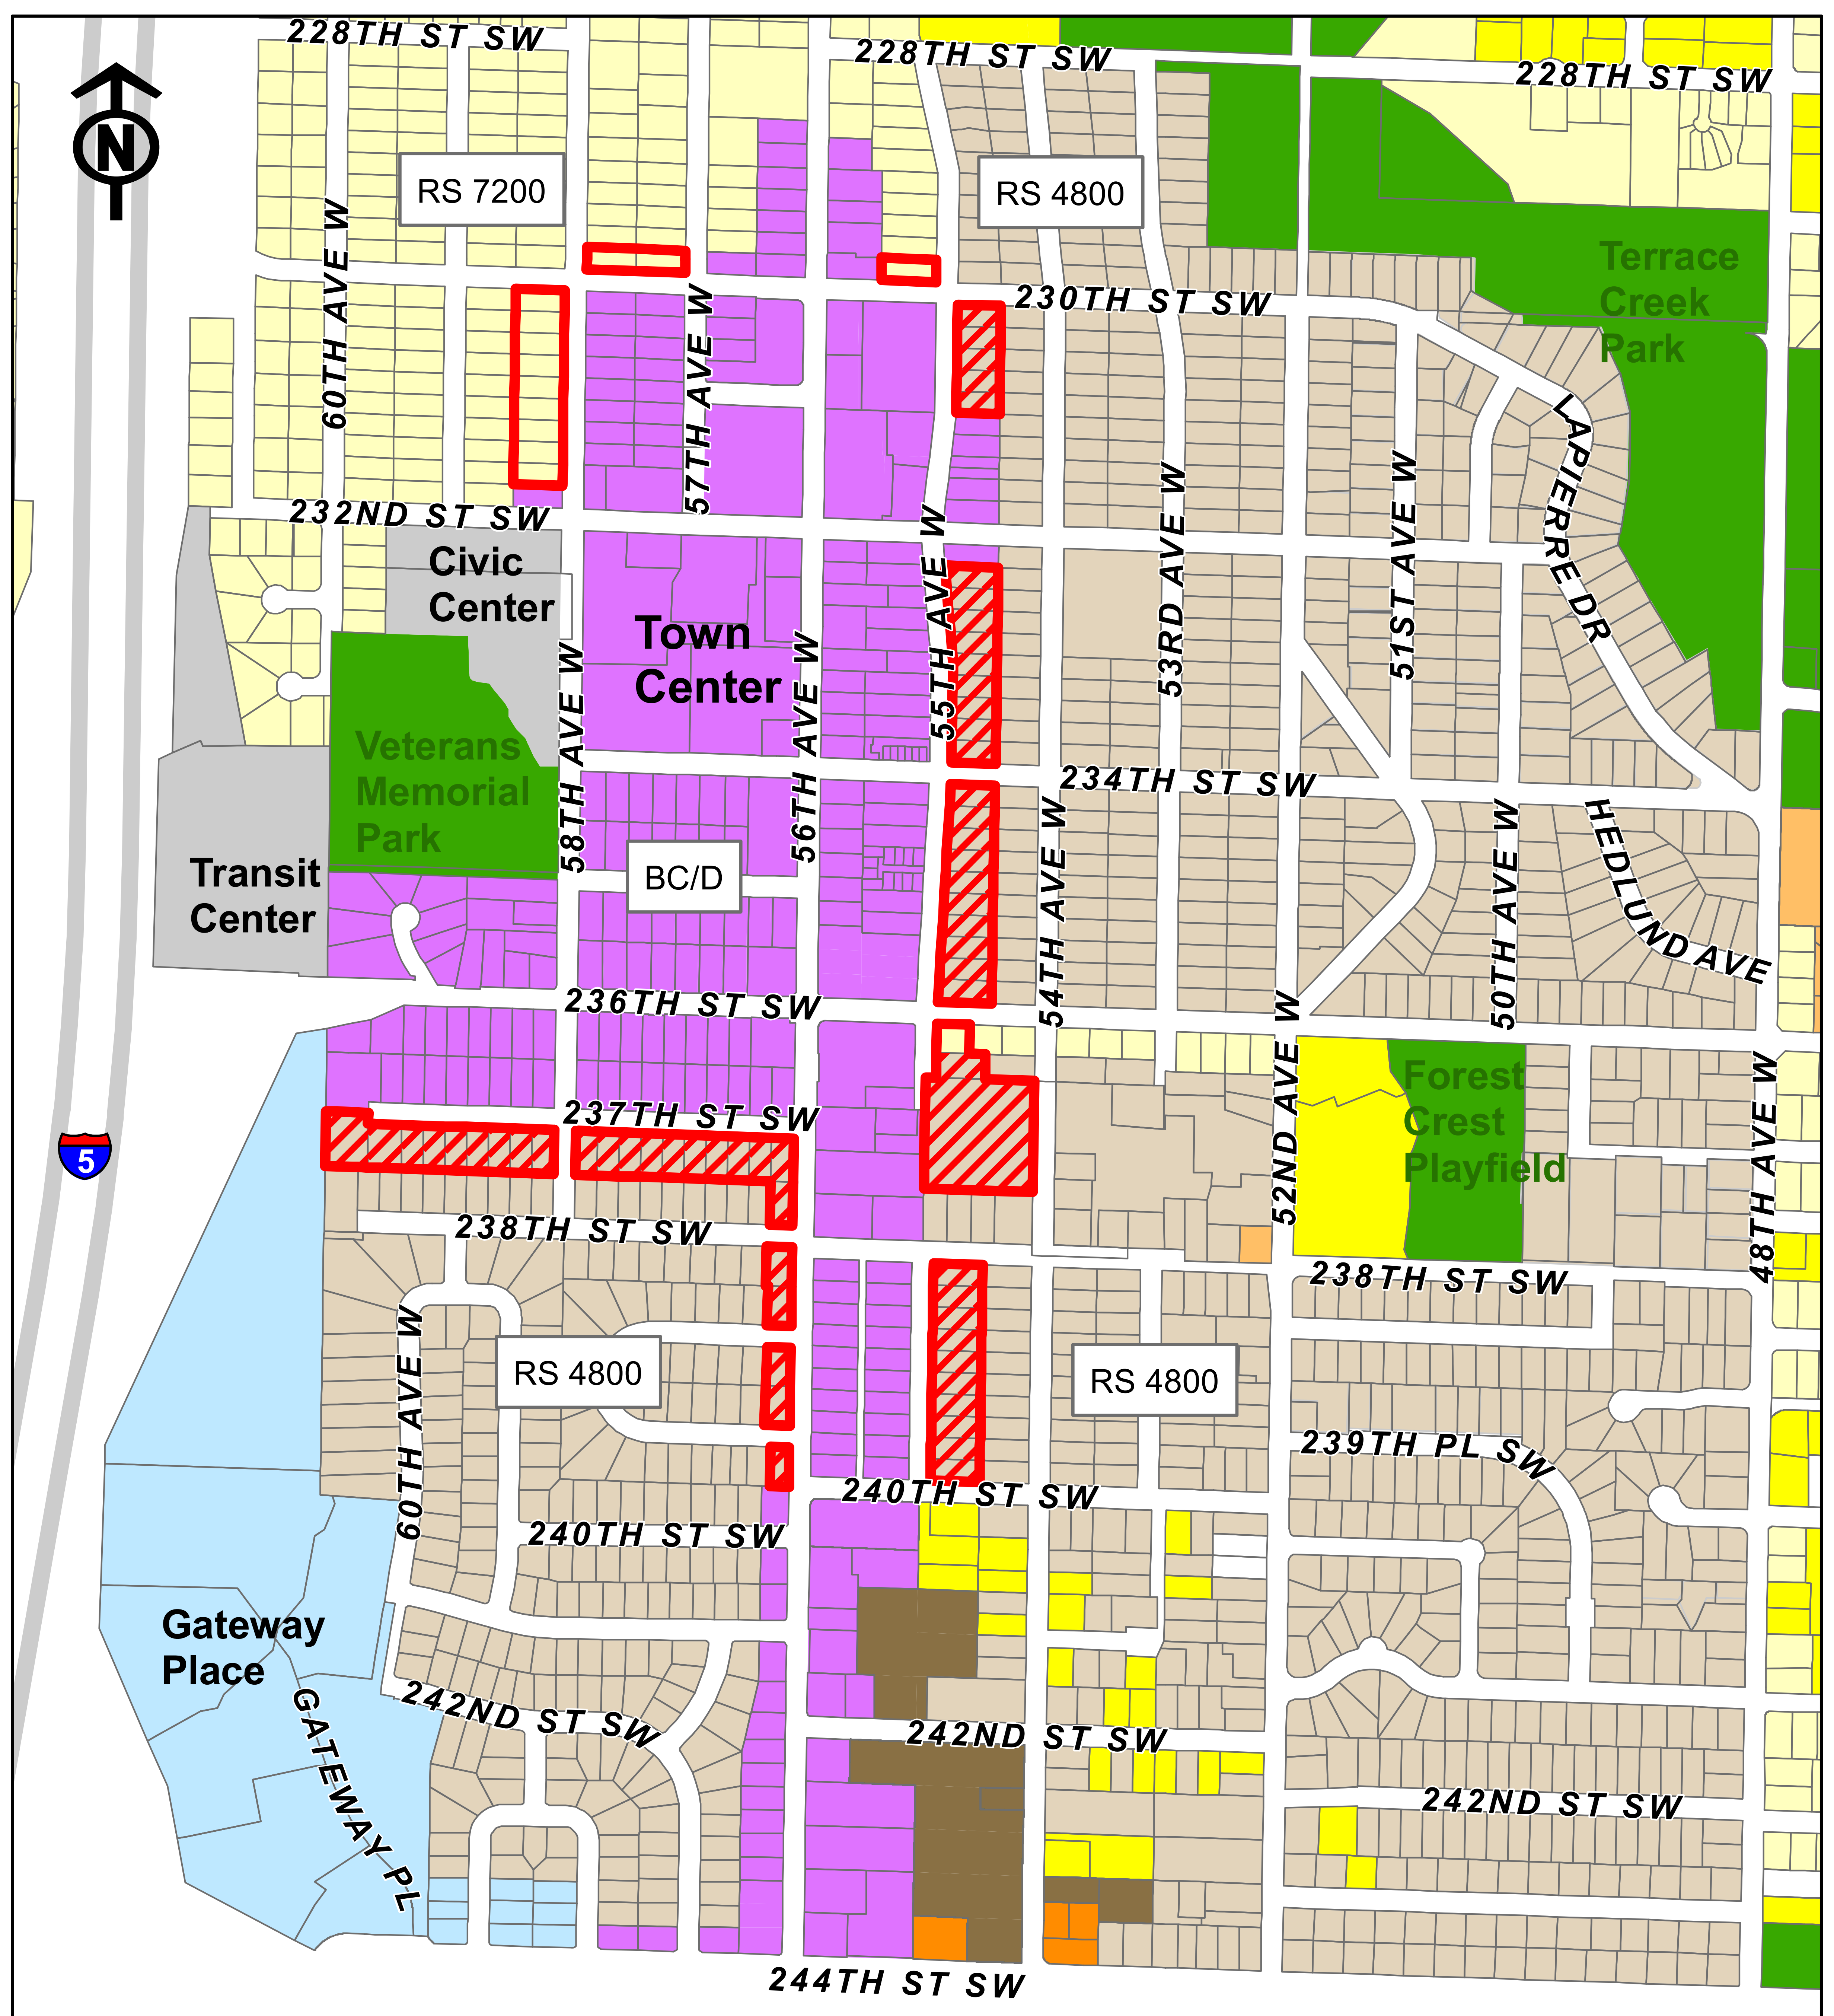 228TH ST SW
228TH ST SW
228TH ST SW
N
RS 7200
RS 4800
60TH AVE W
Terrace
Creek
Park
230TH ST SW
57TH AVE W
LAPIERRE DR
232ND ST SW
Civic
Center
55TH AVE W
53RD AVE W
51ST AVE W
Town
Center
58TH AVE W
56TH AVE W
Veterans
Memorial
Park
234TH ST SW
54TH AVE W
50TH AVE W
HEDLUND AVE
Transit
Center
BC/D
236TH ST SW
52ND AVE W
48TH AVE W
Forest
Crest
Playfield
237TH ST SW
5
238TH ST SW
238TH ST SW
60TH AVE W
RS 4800
RS 4800
239TH PL SW
240TH ST SW
240TH ST SW
Gateway
Place
GATEWAY PL
242ND ST SW
242ND ST SW
242ND ST SW
244TH ST SW